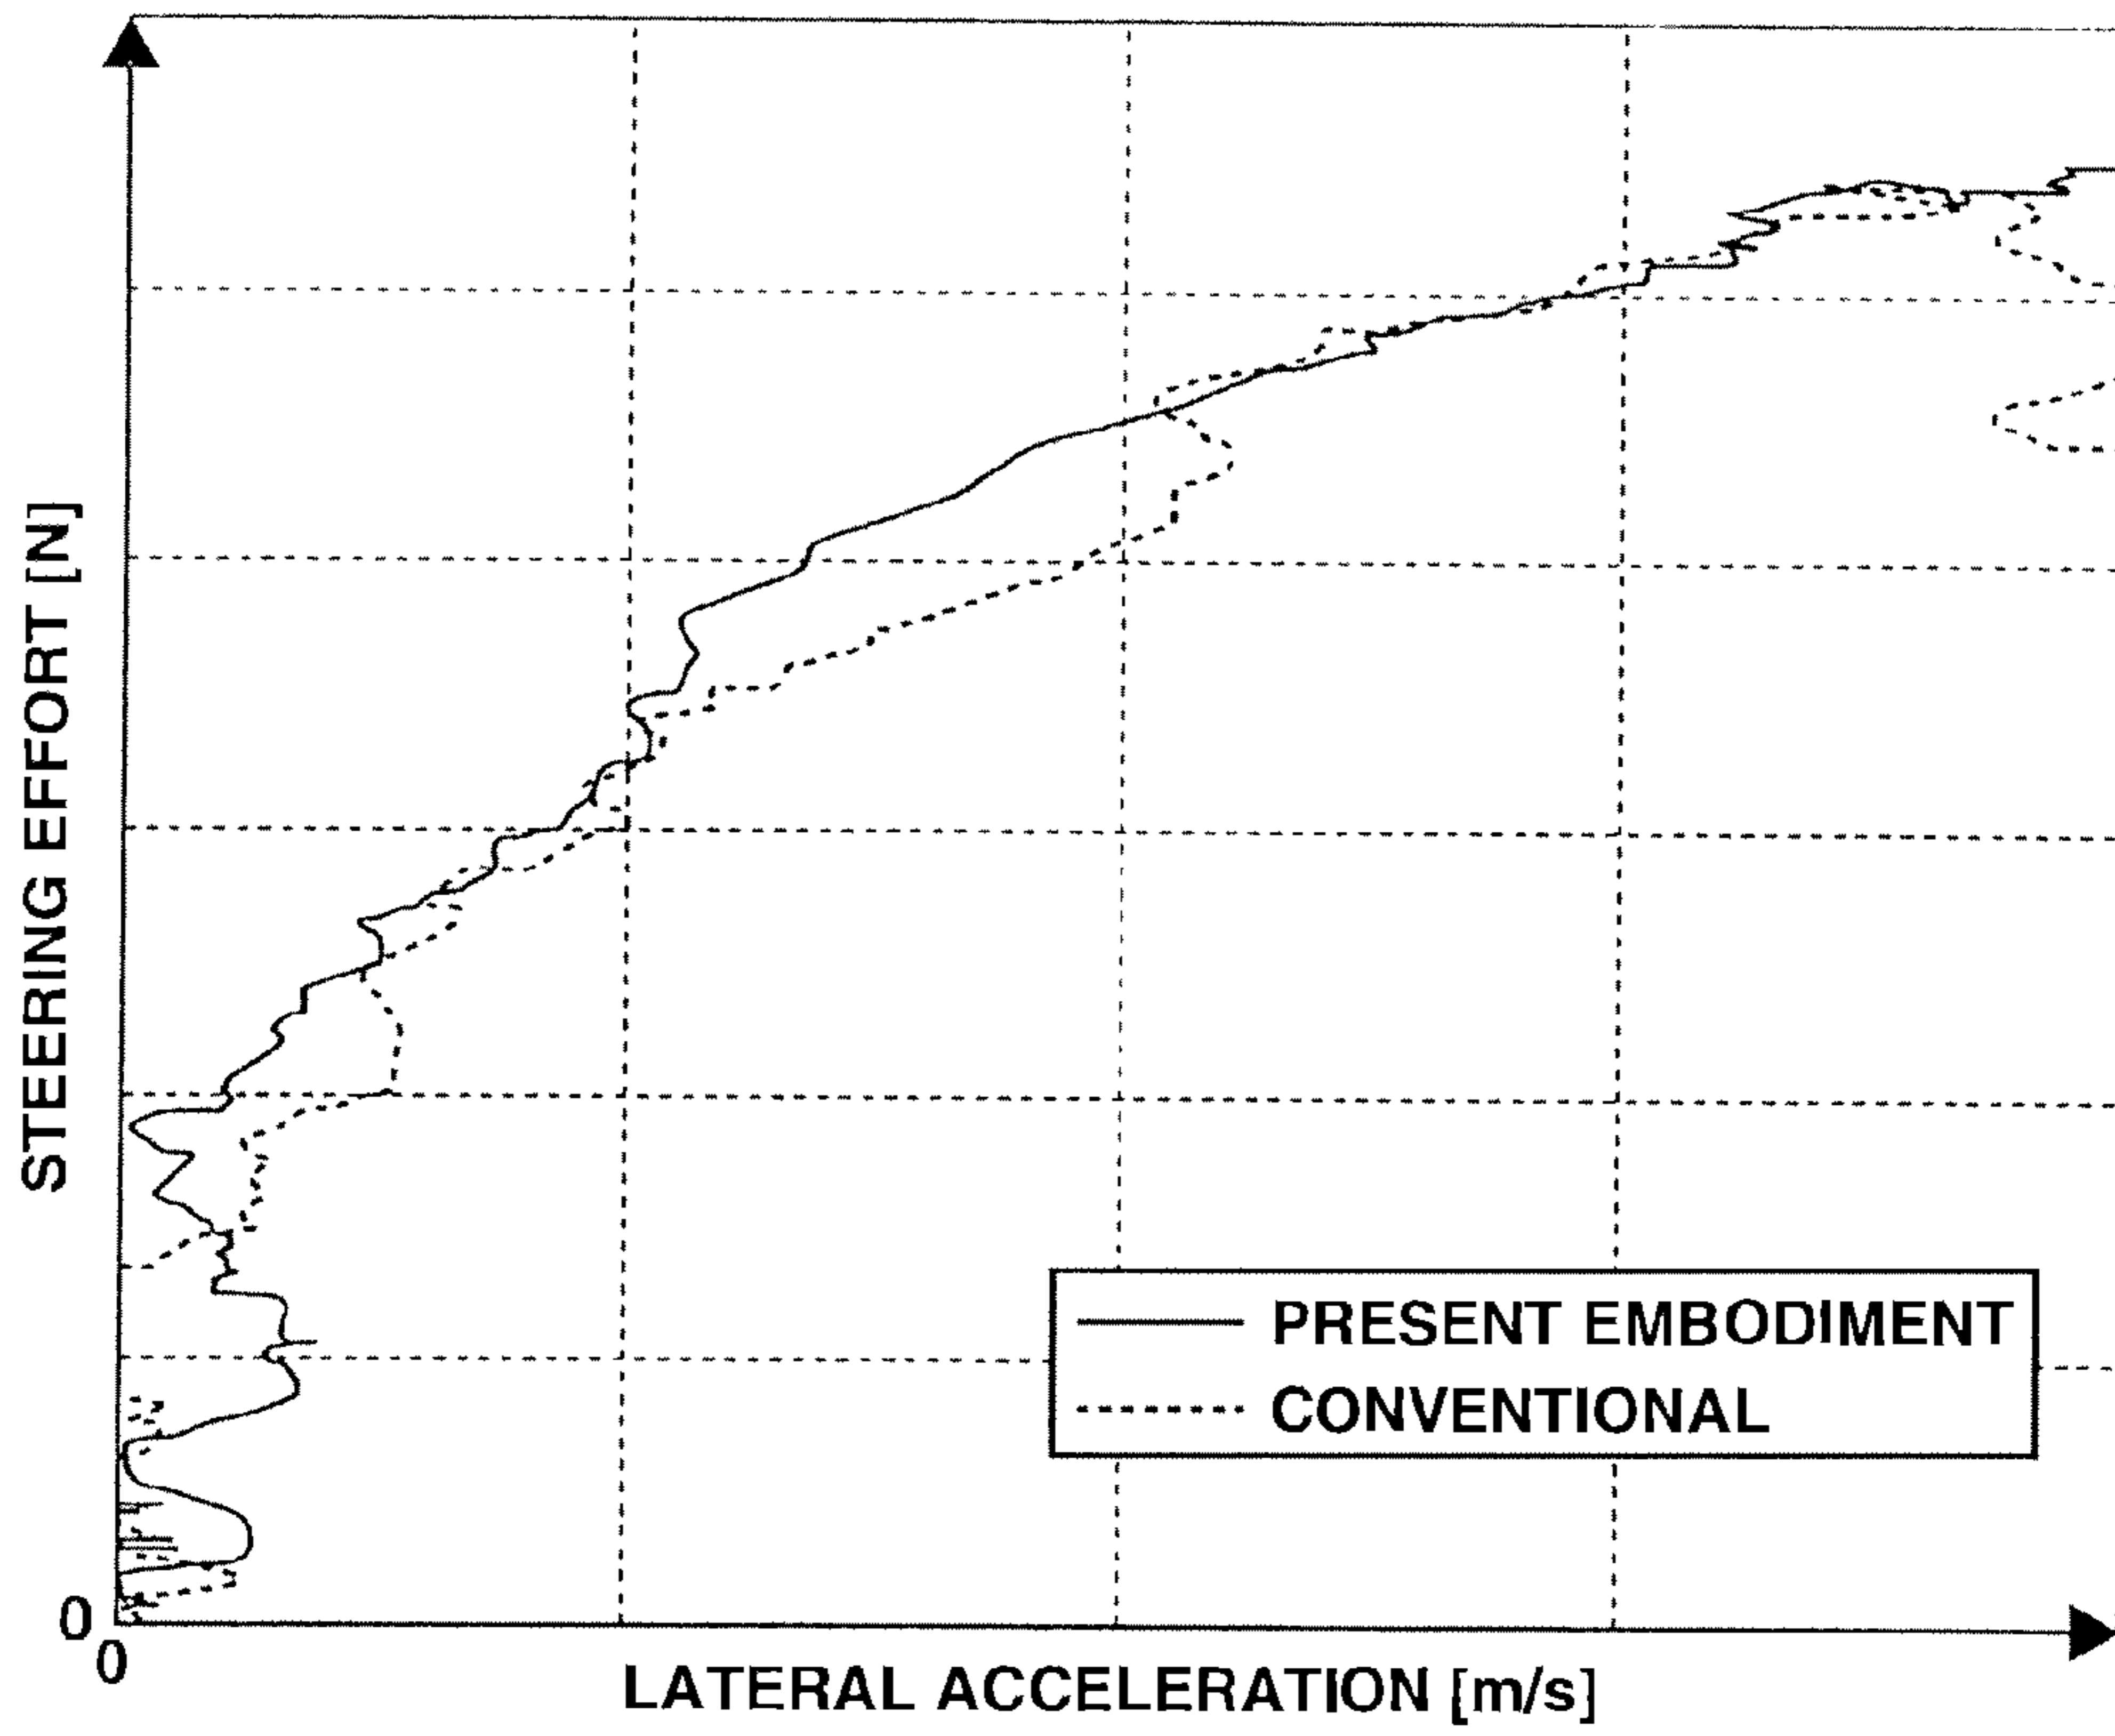 STEERING EFFORT [N]
PRESENT EMBODIMENT
CONVENTIONAL
0
0
LATERAL ACCELERATION [m/s]